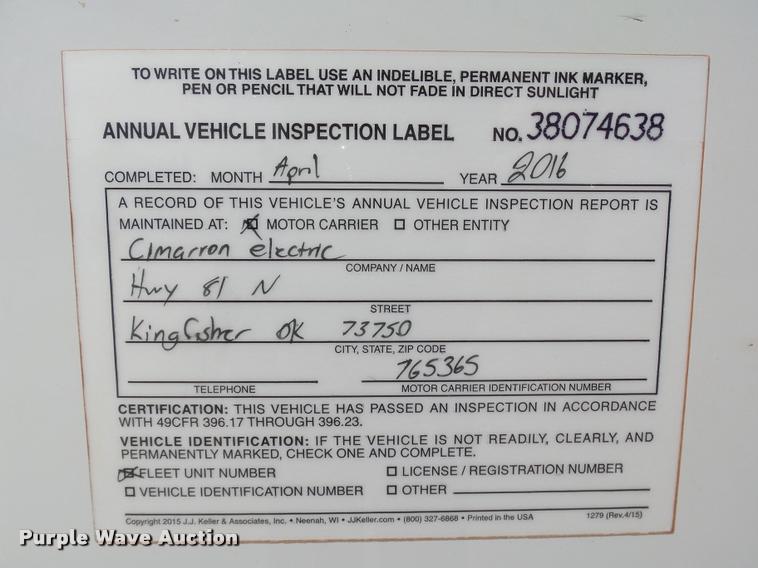 TO WRITE ON THIS LABEL USE AN INDELIBLE, PERMANENT INK MARKER,
PEN OR PENCIL THAT WILL NOT FADE IN DIRECT SUNLIGHT
ANNUAL VEHICLE INSPECTION LABEL NO. 38074638
COMPLETED: MONTH April YEAR 2016
A RECORD OF THIS VEHICLE'S ANNUAL VEHICLE INSPECTION REPORT IS
MAINTAINED AT: ☒ MOTOR CARRIER ☐ OTHER ENTITY
Cimarron electric
COMPANY / NAME
Hwy 81 N
STREET
Kingfisher OK 73750
CITY, STATE, ZIP CODE
765365
TELEPHONE MOTOR CARRIER IDENTIFICATION NUMBER
CERTIFICATION: THIS VEHICLE HAS PASSED AN INSPECTION IN ACCORDANCE
WITH 49CFR 396.17 THROUGH 396.23.
VEHICLE IDENTIFICATION: IF THE VEHICLE IS NOT READILY, CLEARLY, AND
PERMANENTLY MARKED, CHECK ONE AND COMPLETE.
☒ FLEET UNIT NUMBER ☐ LICENSE / REGISTRATION NUMBER
☐ VEHICLE IDENTIFICATION NUMBER ☐ OTHER
Copyright 2015 J.J. Keller & Associates, Inc. • Neenah, WI • JJKeller.com • (800) 327-6868 • Printed in the USA 1279 (Rev.4/15)
Purple Wave Auction